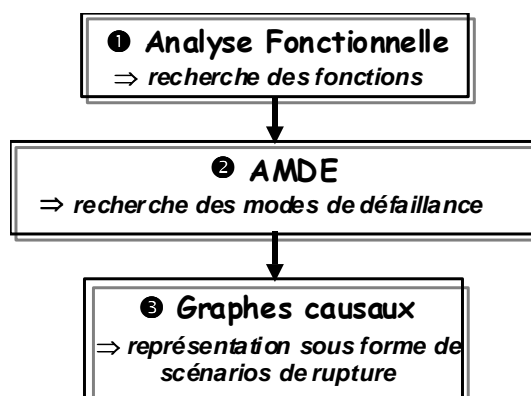 ❶ Analyse Fonctionnelle
⇒ recherche des fonctions
❷ AMDE
⇒ recherche des modes de défaillance
❸ Graphes causaux
⇒ représentation sous forme de
scénarios de rupture